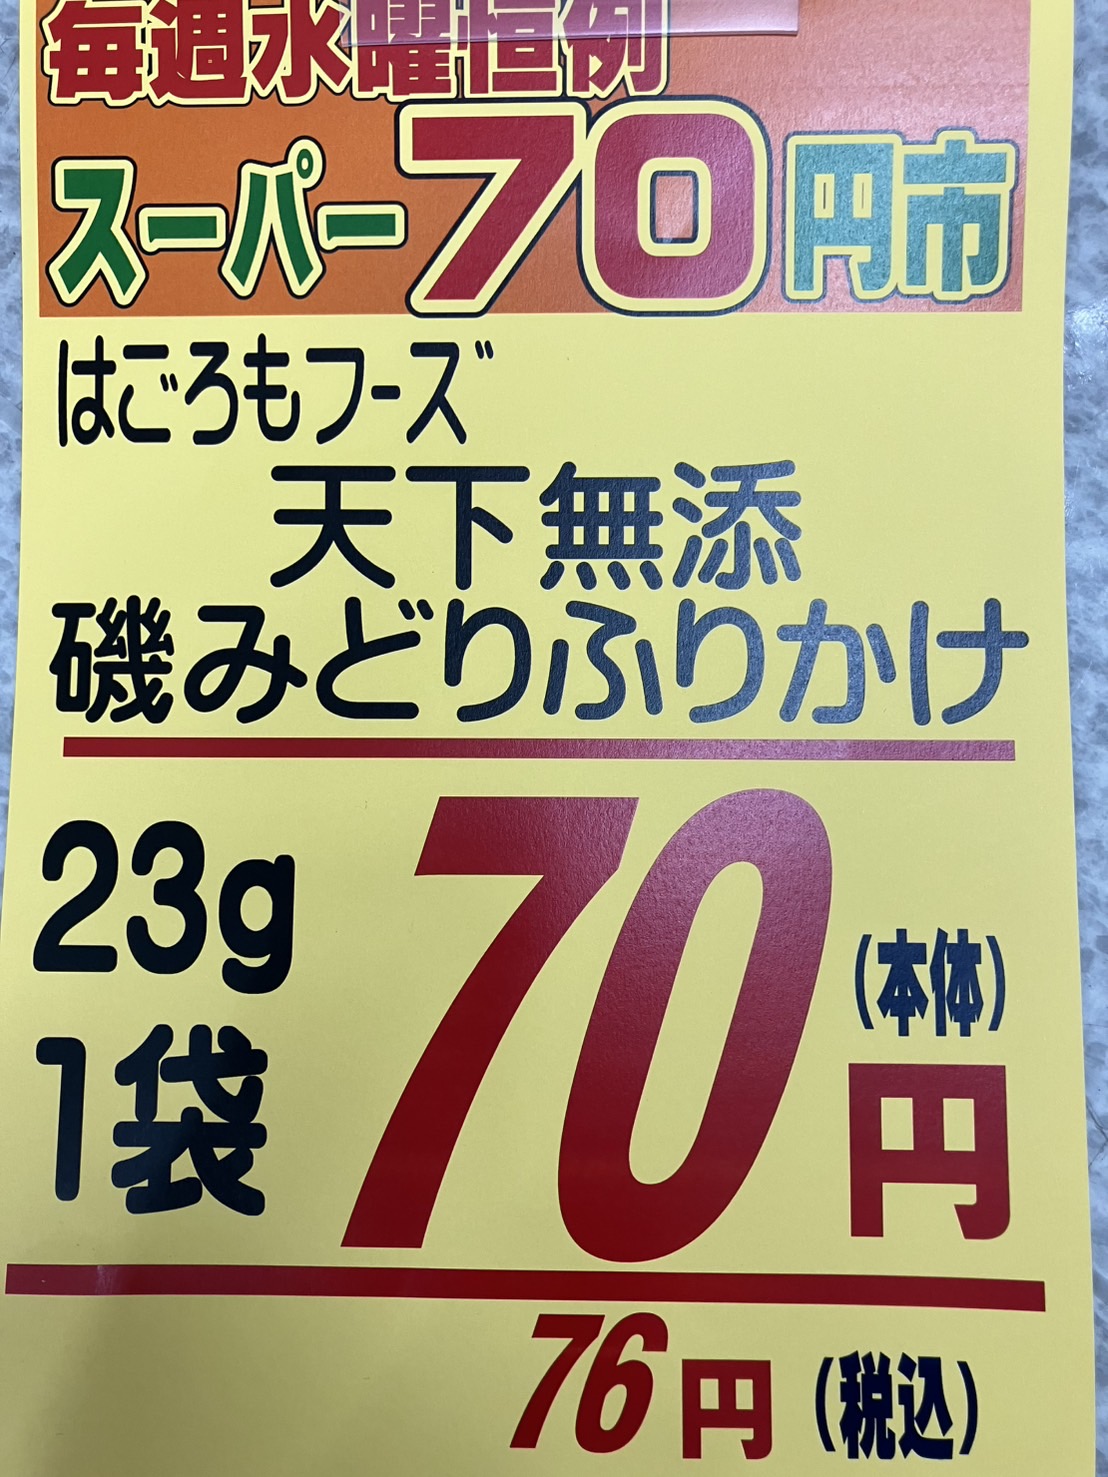 毎週水曜恒例
スーパー70円市
はごろもフーズ
天下無添
磯みどりふりかけ
23g
1袋
70円
(本体)
76円(税込)